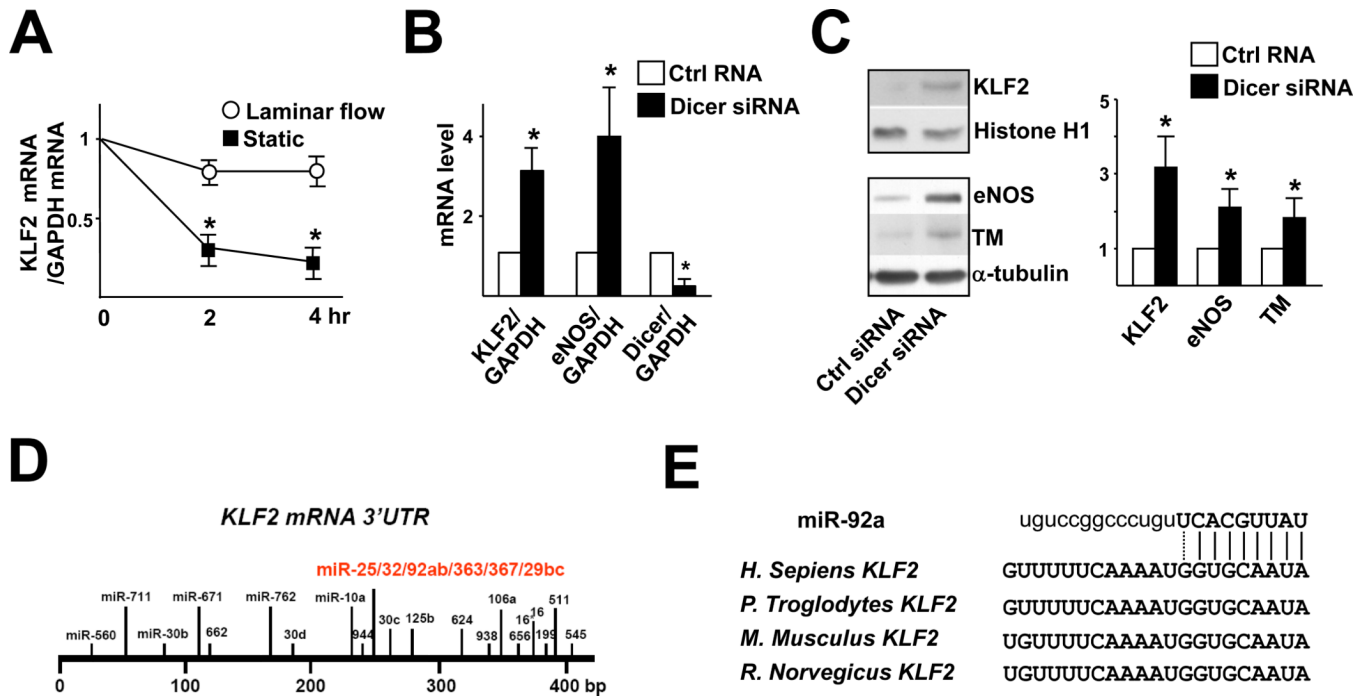 A
KLF2 mRNA
/GAPDH mRNA
Laminar flow
Static
1
0.5
*
*
0
2
4 hr
B
Ctrl RNA
Dicer siRNA
mRNA level
4
2
*
*
*
KLF2/
GAPDH
eNOS/
GAPDH
Dicer/
GAPDH
C
KLF2
Histone H1
eNOS
TM
α-tubulin
Ctrl siRNA
Dicer siRNA
Ctrl RNA
Dicer siRNA
5
3
1
*
*
*
KLF2
eNOS
TM
D
KLF2 mRNA 3'UTR
miR-25/32/92ab/363/367/29bc
miR-560
miR-711
miR-30b
miR-671
662
miR-762
30d
miR-10a
944
30c
125b
624
938
106a
656
16
16
199
511
545
0
100
200
300
400 bp
E
miR-92a
uguccggcccuguUCACGUUAU
H. Sepiens KLF2
GUUUUUCAAAAUGGUGCAAUA
P. Troglodytes KLF2
GUUUUUCAAAAUGGUGCAAUA
M. Musculus KLF2
UGUUUUCAAAAUGGUGCAAUA
R. Norvegicus KLF2
UGUUUUCAAAAUGGUGCAAUA